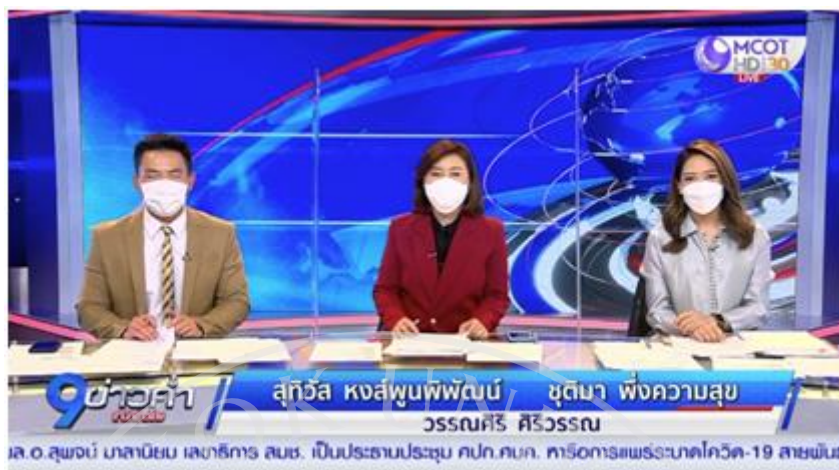 MCOT
HD 30
LIVE
9 ข่าวค่ำ
สุทิวัส หงส์พูนพิพัฒน์ ชุติมา พึ่งความสุข
วรรณศิริ ศิริวรรณ
ล.อ.สุพจน์ มาลานิยม เลขาธิการ สมช. เป็นประธานประชุม ศปก.ศบค. หารือการแพร่ระบาดโควิด-19 สายพัน